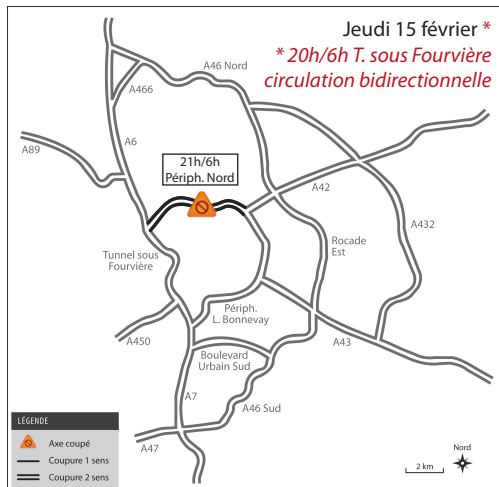 Jeudi 15 février *
* 20h/6h T. sous Fourvière
circulation bidirectionnelle
A46 Nord
A466
A6
A89
21h/6h
Périph. Nord
A42
A432
Rocade
Est
Tunnel sous
Fourvière
Périph.
L. Bonnevay
A450
Boulevard
Urbain Sud
A43
A7
A46 Sud
A47
LÉGENDE
Axe coupé
Coupure 1 sens
Coupure 2 sens
Nord
2 km